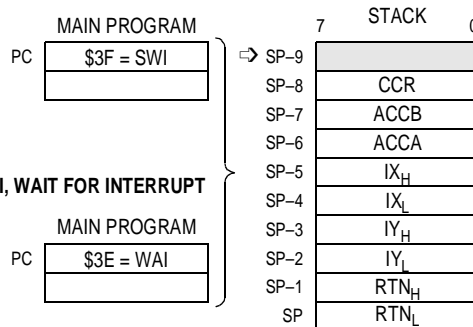 MAIN PROGRAM
PC $3F = SWI
I, WAIT FOR INTERRUPT
MAIN PROGRAM
PC $3E = WAI
7 STACK 0
⇨ SP–9
SP–8 CCR
SP–7 ACCB
SP–6 ACCA
SP–5 IXH
SP–4 IXL
SP–3 IYH
SP–2 IYL
SP–1 RTNH
SP RTNL